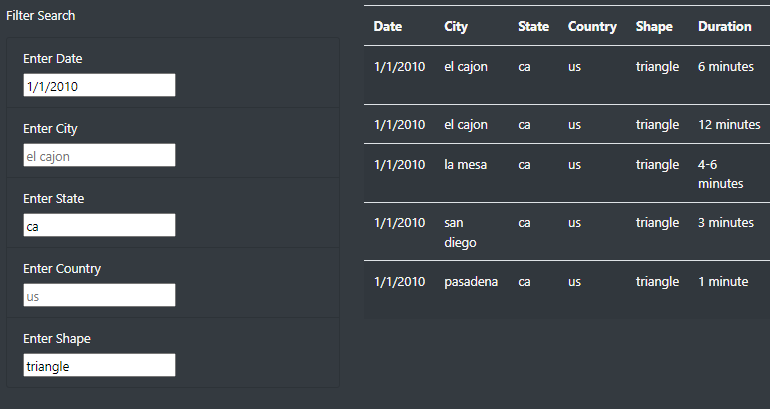 Filter Search
Enter Date
1/1/2010
Enter City
el cajon
Enter State
ca
Enter Country
us
Enter Shape
triangle
Date City State Country Shape Duration
1/1/2010 el cajon ca us triangle 6 minutes
1/1/2010 el cajon ca us triangle 12 minutes
1/1/2010 la mesa ca us triangle 4-6
minutes
1/1/2010 san ca us triangle 3 minutes
diego
1/1/2010 pasadena ca us triangle 1 minute